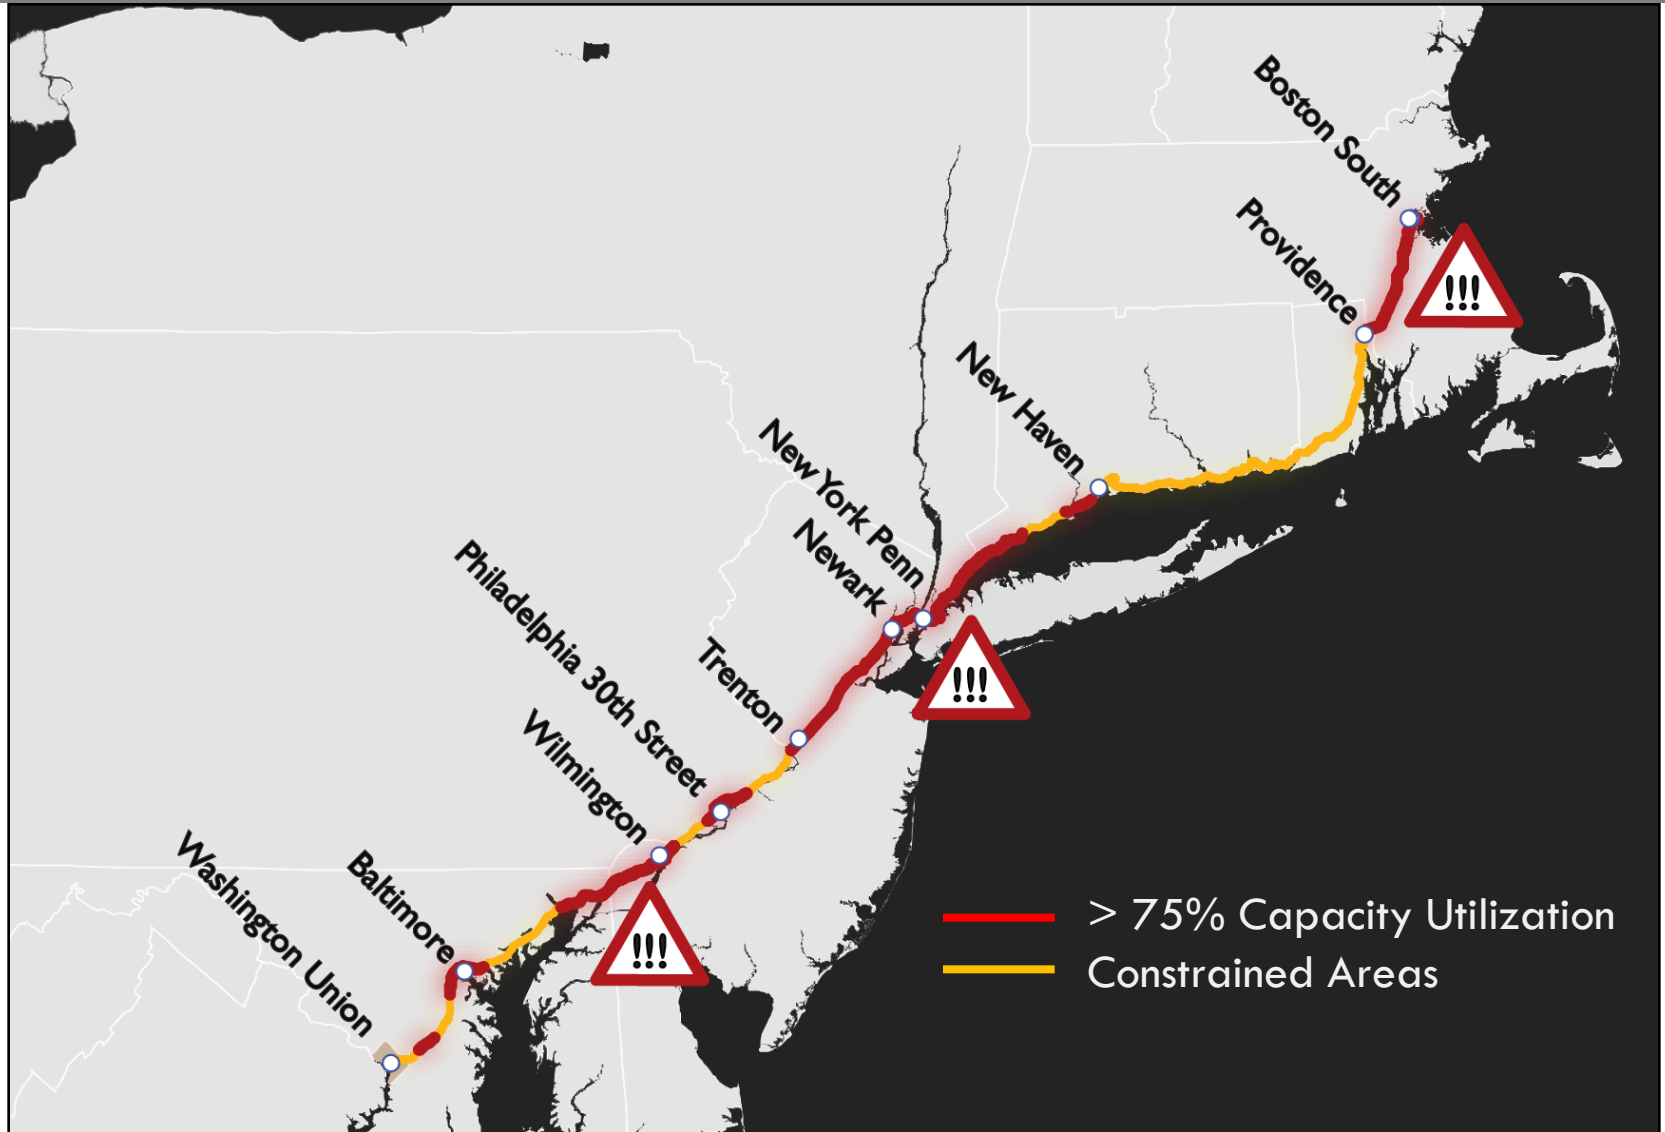 Boston South
Providence
!!!
New Haven
New York Penn
Newark
!!!
Philadelphia 30th Street
Trenton
Wilmington
Washington Union
Baltimore
!!!
> 75% Capacity Utilization
Constrained Areas